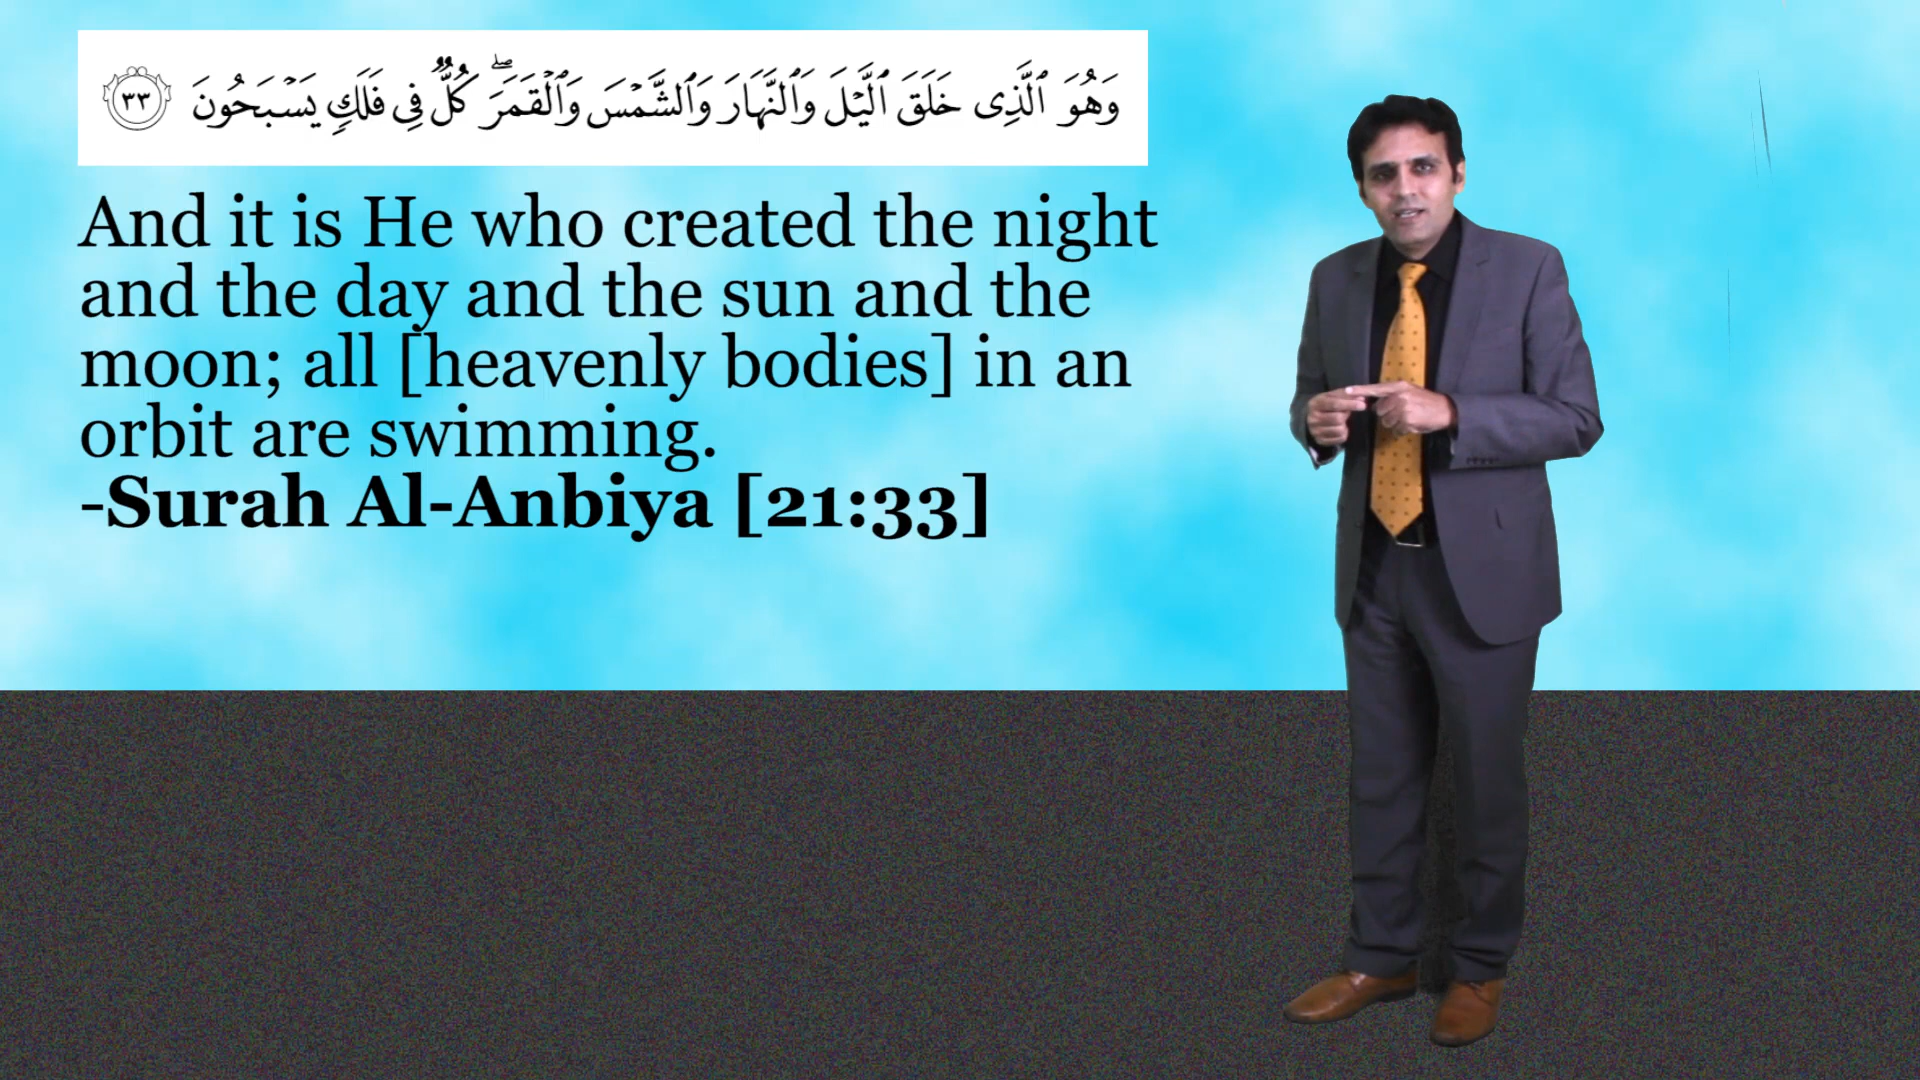 وَهُوَ ٱلَّذِى خَلَقَ ٱلَّيْلَ وَٱلنَّهَارَ وَٱلشَّمْسَ وَٱلْقَمَرَ ۖ كُلٌّ فِى فَلَكٍ يَسْبَحُونَ ٣٣
And it is He who created the night
and the day and the sun and the
moon; all [heavenly bodies] in an
orbit are swimming.
-Surah Al-Anbiya [21:33]